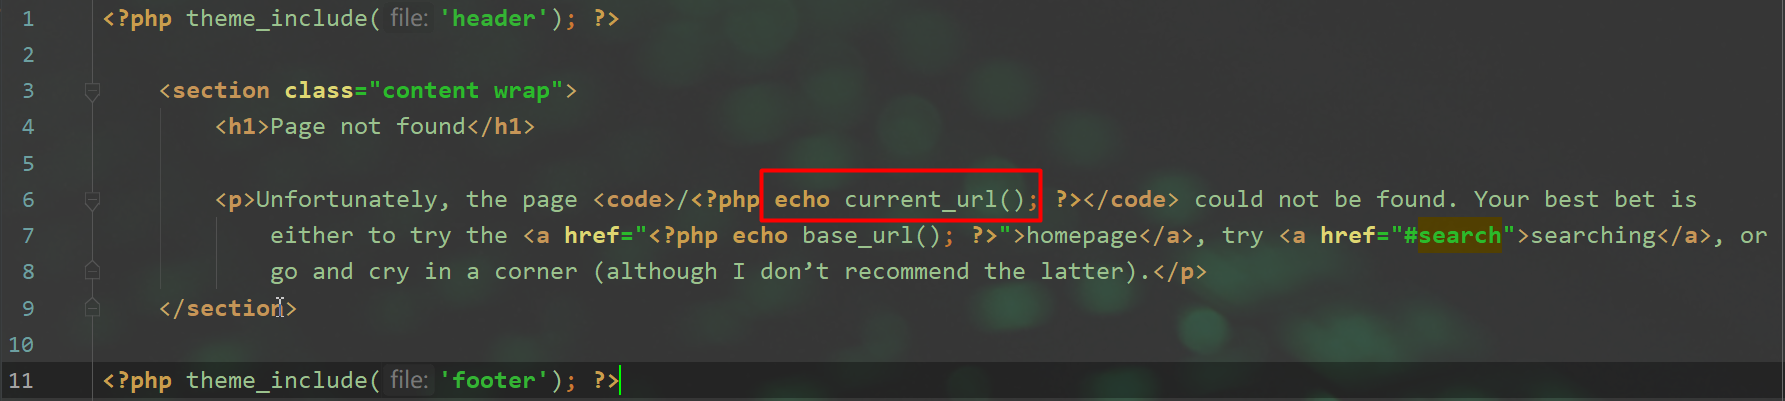 1 <?php theme_include( file: 'header'); ?>
2
3 <section class="content wrap">
4 <h1>Page not found</h1>
5
6 <p>Unfortunately, the page <code>/<?php echo current_url(); ?></code> could not be found. Your best bet is
7 either to try the <a href="<?php echo base_url(); ?>">homepage</a>, try <a href="#search">searching</a>, or
8 go and cry in a corner (although I don’t recommend the latter).</p>
9 </section>
10
11 <?php theme_include( file: 'footer'); ?>